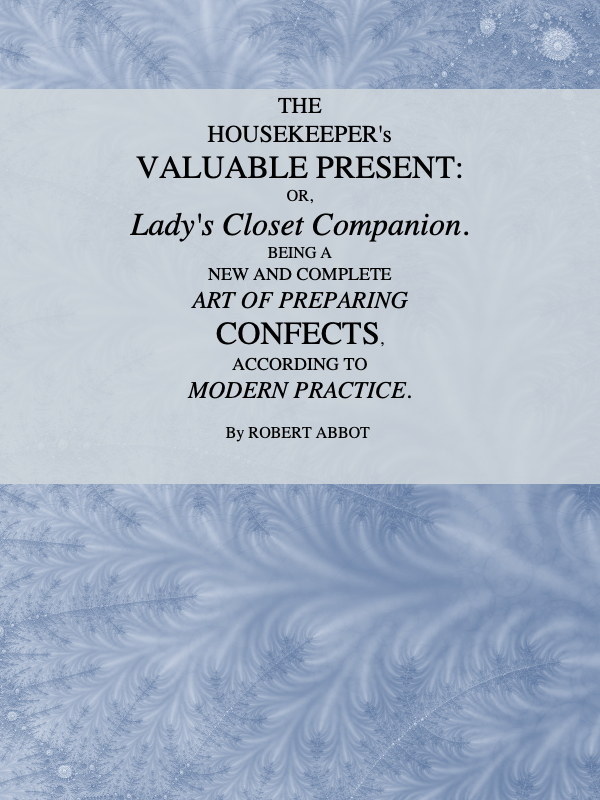 THE
HOUSEKEEPER's
VALUABLE PRESENT:
OR,
Lady's Closet Companion.
BEING A
NEW AND COMPLETE
ART OF PREPARING
CONFECTS,
ACCORDING TO
MODERN PRACTICE.
By ROBERT ABBOT